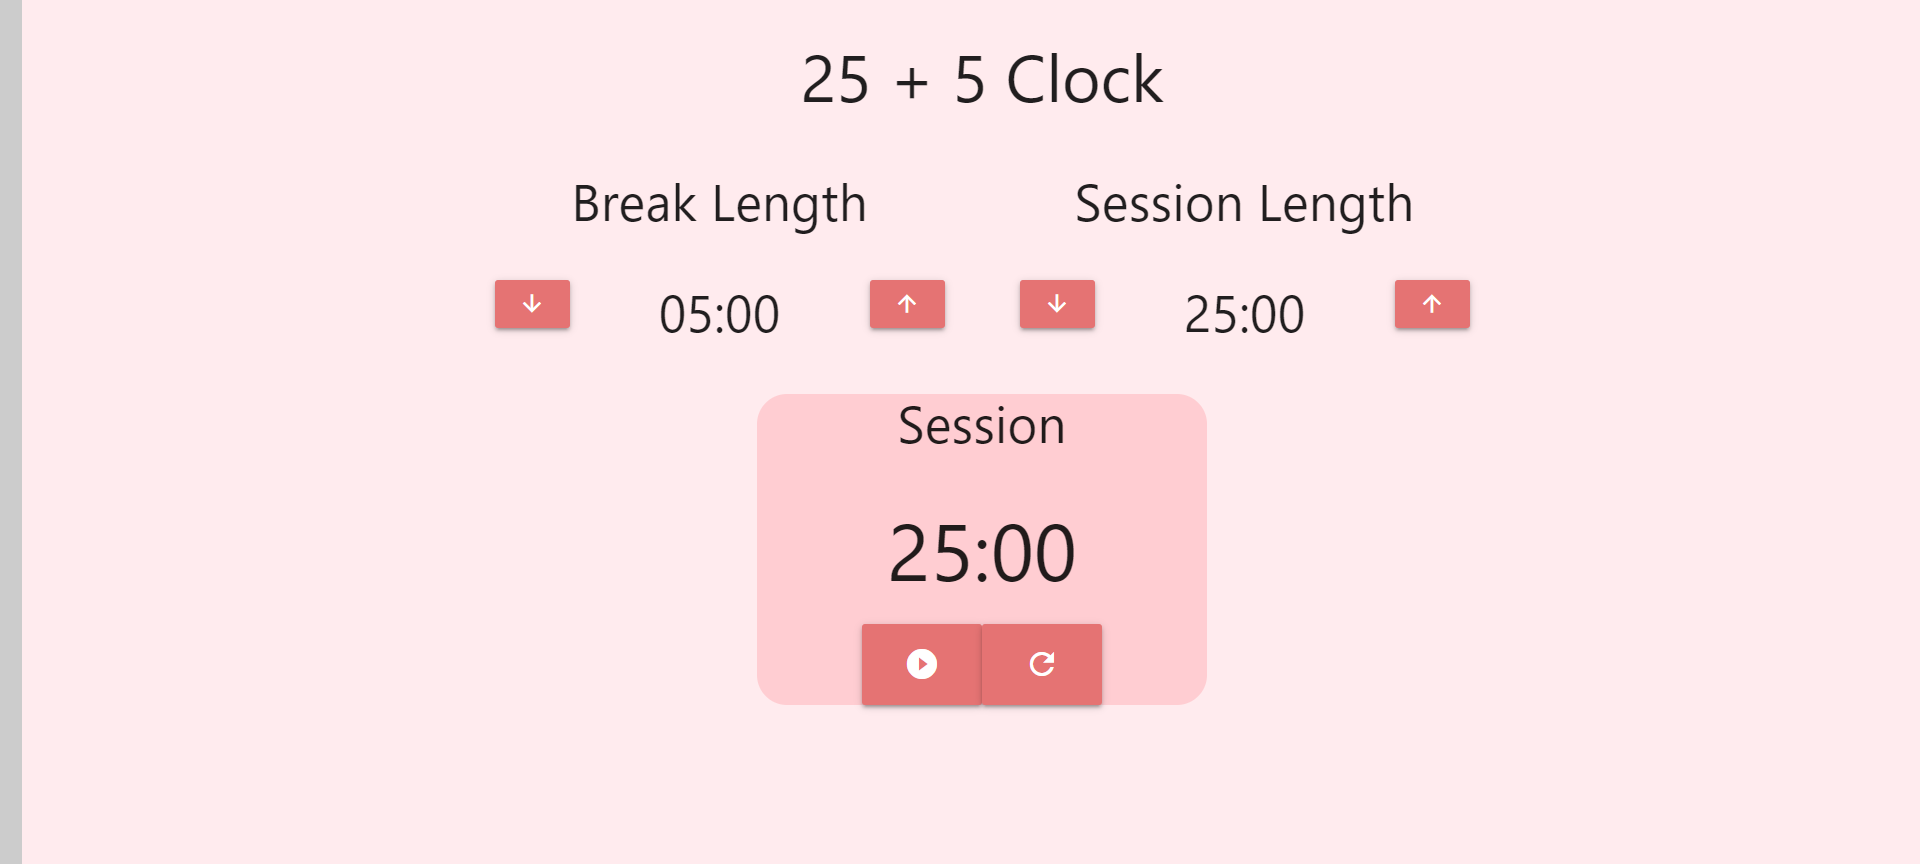 25 + 5 Clock
Break Length
Session Length
05:00
25:00
Session
25:00